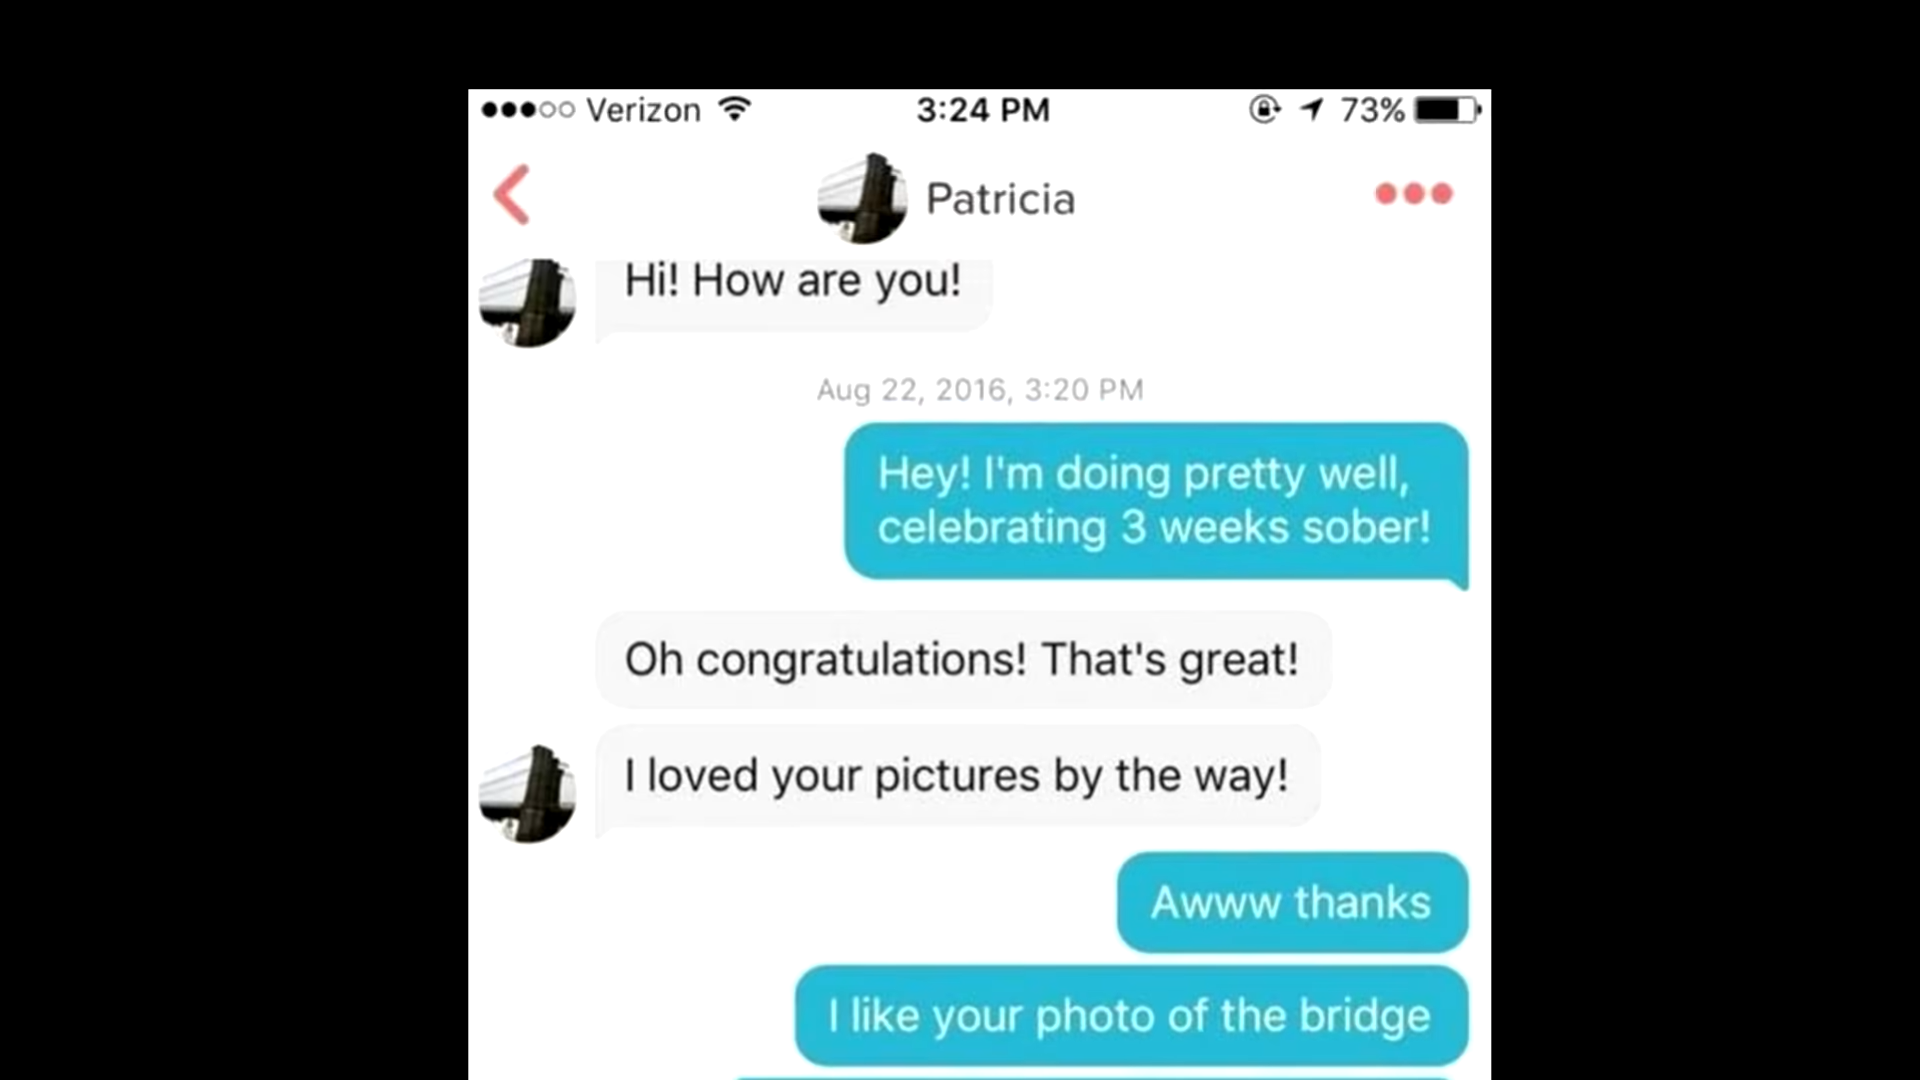 Verizon 3:24 PM 73%
Patricia
Hi! How are you!
Aug 22, 2016, 3:20 PM
Hey! I'm doing pretty well,
celebrating 3 weeks sober!
Oh congratulations! That's great!
I loved your pictures by the way!
Awww thanks
I like your photo of the bridge